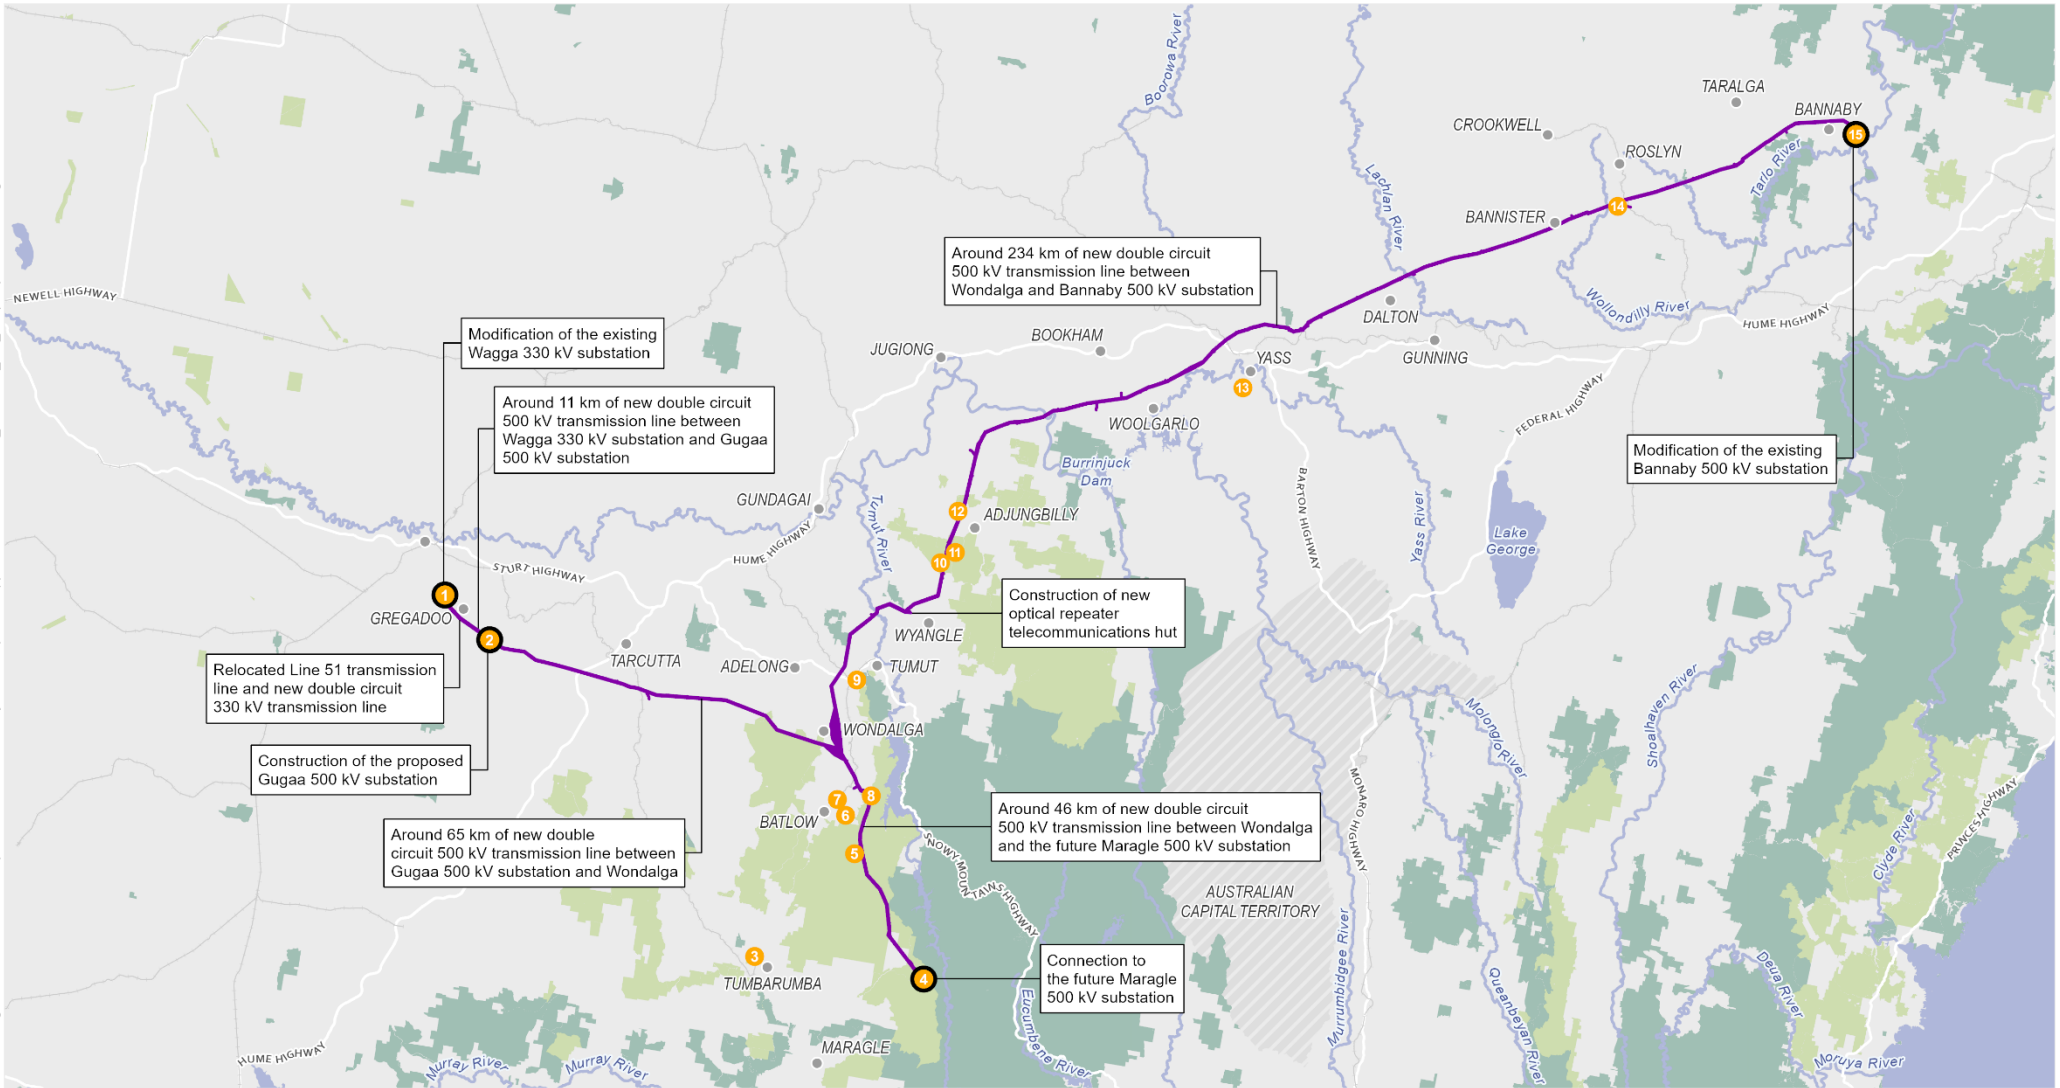 TARALGA
BANNABY
15
CROOKWELL
ROSLYN
Boorowa River
Lachlan River
Tarlo River
14
BANNISTER
Wollondilly River
HUME HIGHWAY
Around 234 km of new double circuit
500 kV transmission line between
Wondalga and Bannaby 500 kV substation
NEWELL HIGHWAY
DALTON
GUNNING
Modification of the existing
Wagga 330 kV substation
JUGIONG
BOOKHAM
YASS
13
WOOLGARLO
FEDERAL HIGHWAY
Around 11 km of new double circuit
500 kV transmission line between
Wagga 330 kV substation and Gugaa
500 kV substation
Modification of the existing
Bannaby 500 kV substation
Burrinjuck
Dam
BARTON HIGHWAY
Yass River
Lake
George
GUNDAGAI
Tumut River
12
ADJUNGBILLY
11
10
HUME HIGHWAY
STURT HIGHWAY
1
GREGADOO
2
Construction of new
optical repeater
telecommunications hut
WYANGLE
TARCUTTA
ADELONG
TUMUT
9
Relocated Line 51 transmission
line and new double circuit
330 kV transmission line
WONDALGA
Molonglo River
Shoalhaven River
Construction of the proposed
Gugaa 500 kV substation
7
8
6
BATLOW
5
Around 46 km of new double circuit
500 kV transmission line between Wondalga
and the future Maragle 500 kV substation
MONARO HIGHWAY
PRINCES HIGHWAY
Clyde River
Around 65 km of new double
circuit 500 kV transmission line between
Gugaa 500 kV substation and Wondalga
SNOWY MOUNTAINS HIGHWAY
AUSTRALIAN
CAPITAL TERRITORY
3
TUMBARUMBA
4
Connection to
the future Maragle
500 kV substation
Murrumbidgee River
Queanbeyan River
Deua River
Eucumbene River
MARAGLE
HUME HIGHWAY
Murray River
Murray River
Moruya River